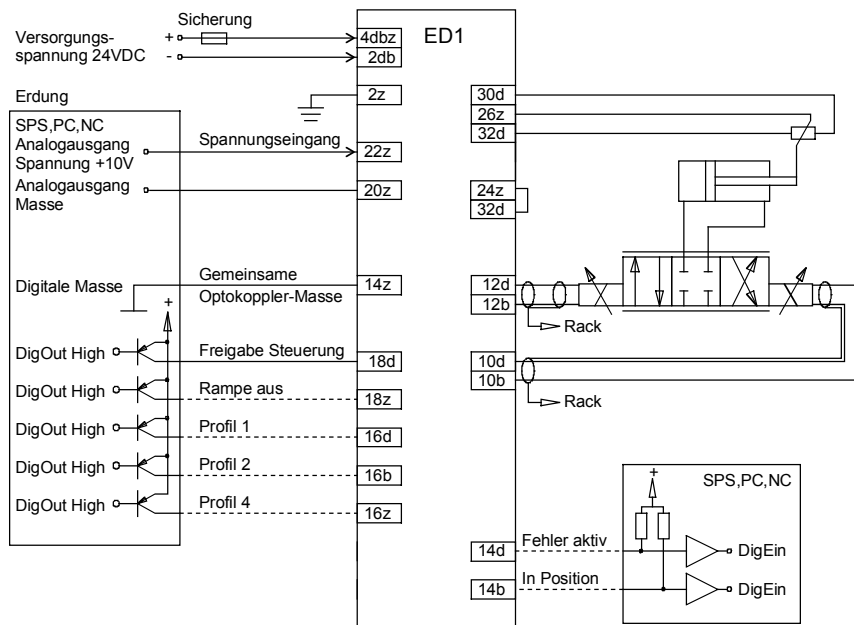 Sicherung
Versorgungs-
spannung 24VDC
+
-
4dbz
2db
ED1
Erdung
2z
30d
26z
32d
SPS,PC,NC
Analogausgang
Spannung +10V
Spannungseingang
22z
Analogausgang
Masse
20z
24z
32d
Digitale Masse
Gemeinsame
Optokoppler-Masse
14z
12d
12b
Rack
+
DigOut High
Freigabe Steuerung
18d
10d
10b
Rack
DigOut High
Rampe aus
18z
DigOut High
Profil 1
16d
DigOut High
Profil 2
16b
DigOut High
Profil 4
16z
+
SPS,PC,NC
14d
Fehler aktiv
DigEin
14b
In Position
DigEin